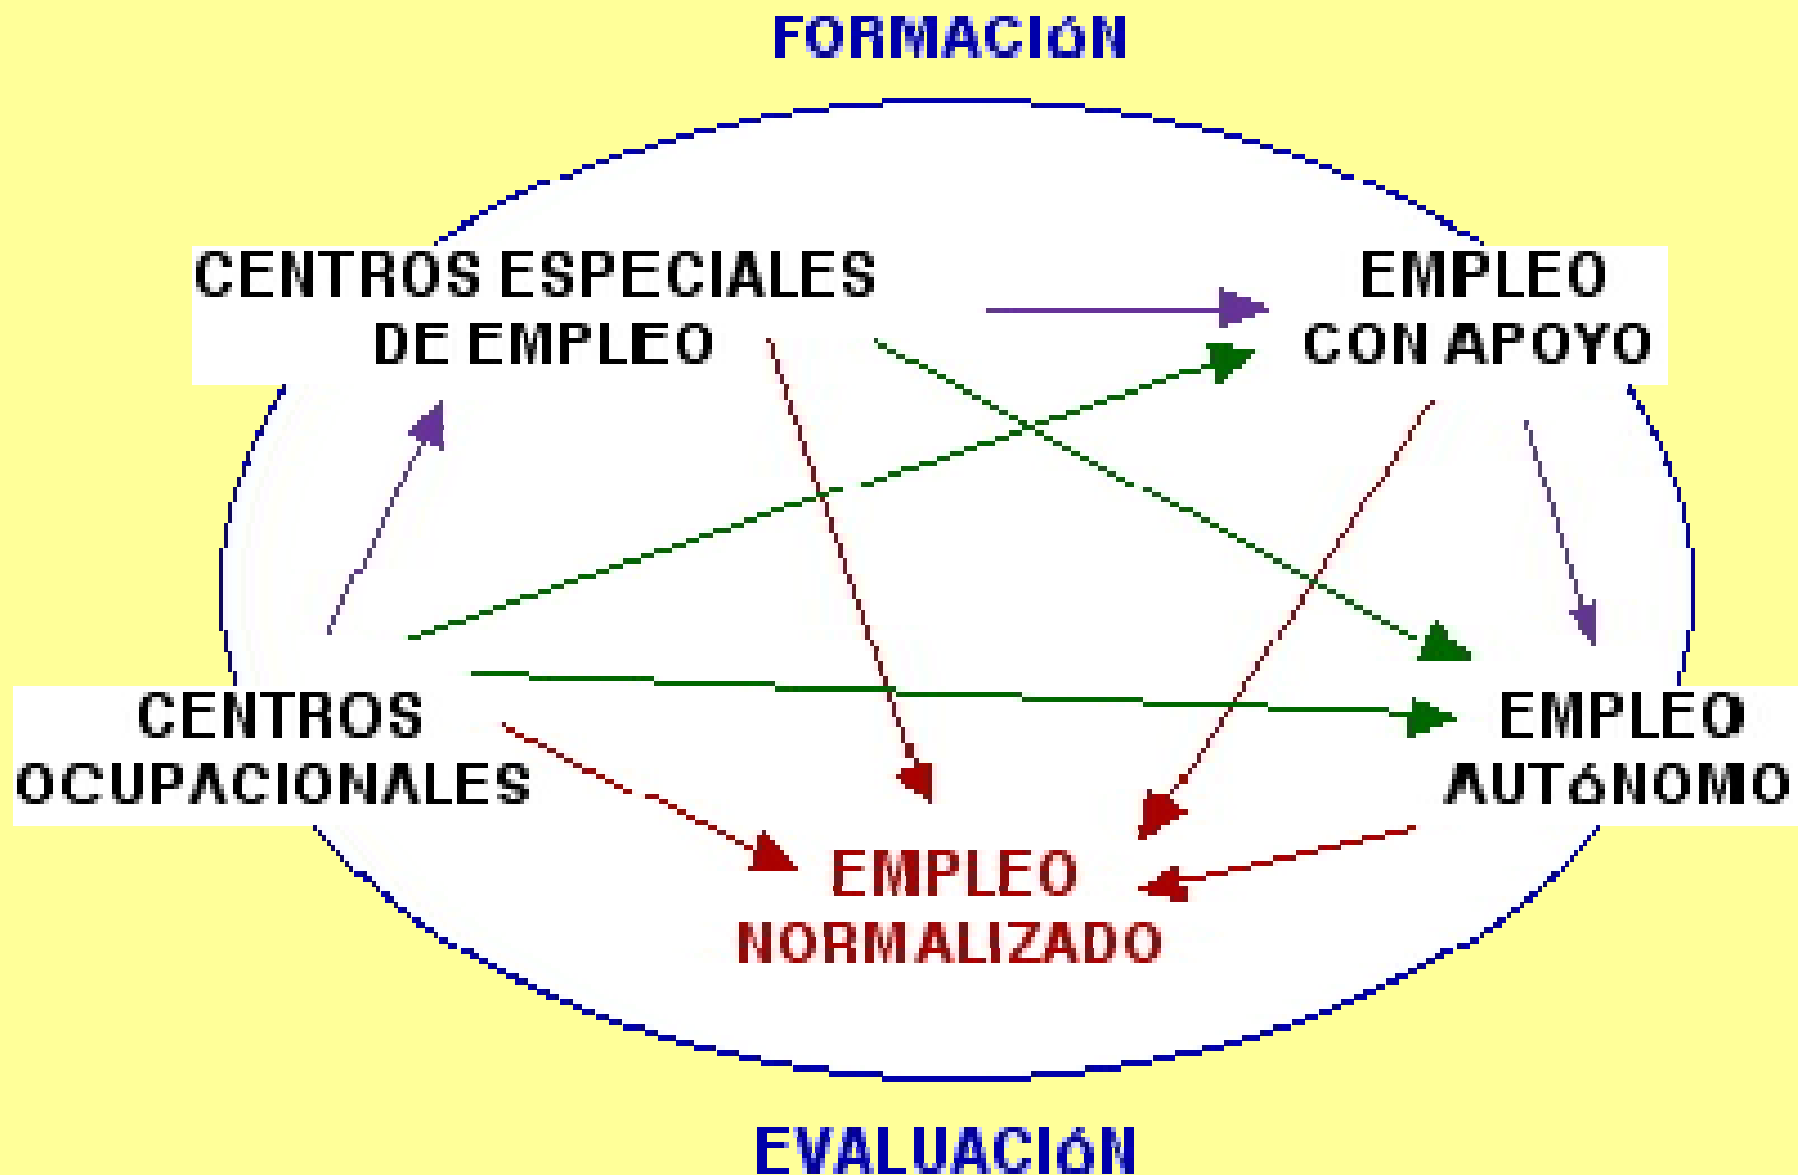 FORMACIóN
CENTROS ESPECIALES
DE EMPLEO
EMPLEO
CON APOYO
CENTROS
OCUPACIONALES
EMPLEO
AUTóNOMO
EMPLEO
NORMALIZADO
EVALUACIóN